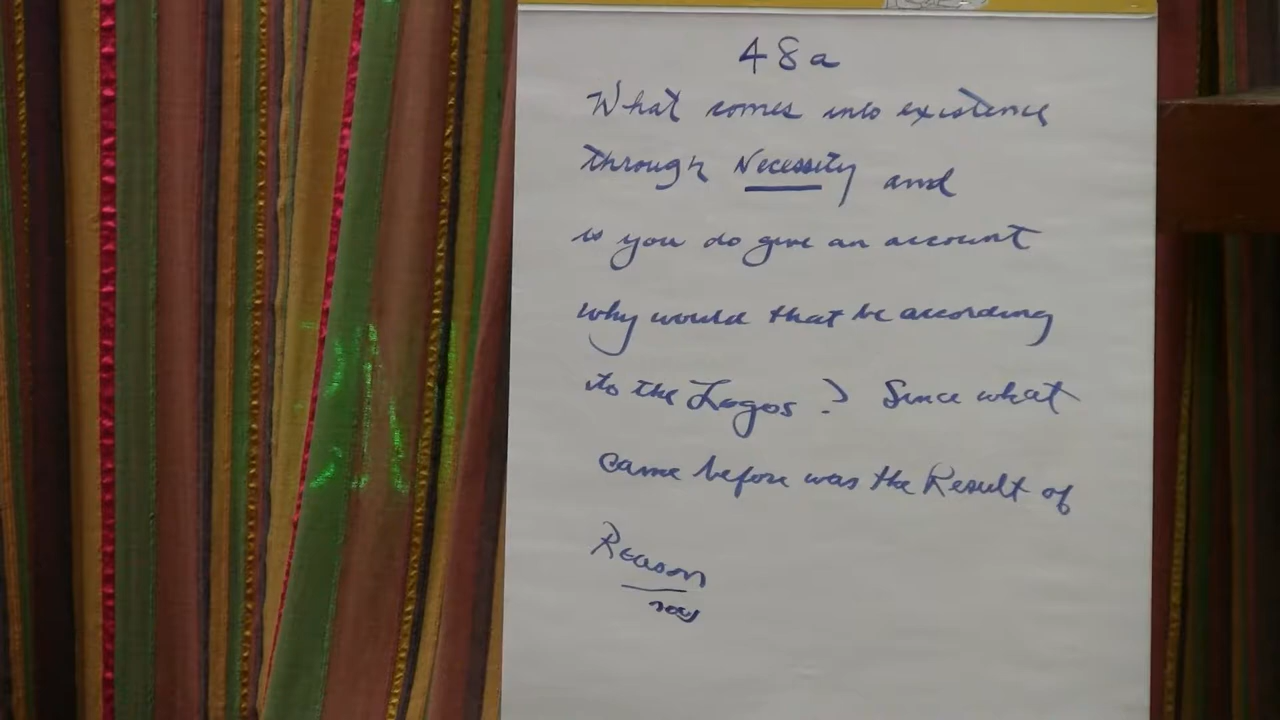 48a
What comes into existence
through Necessity and
is you do give an account
why would that be according
to the Logos? Since what
came before was the Result of
Reason